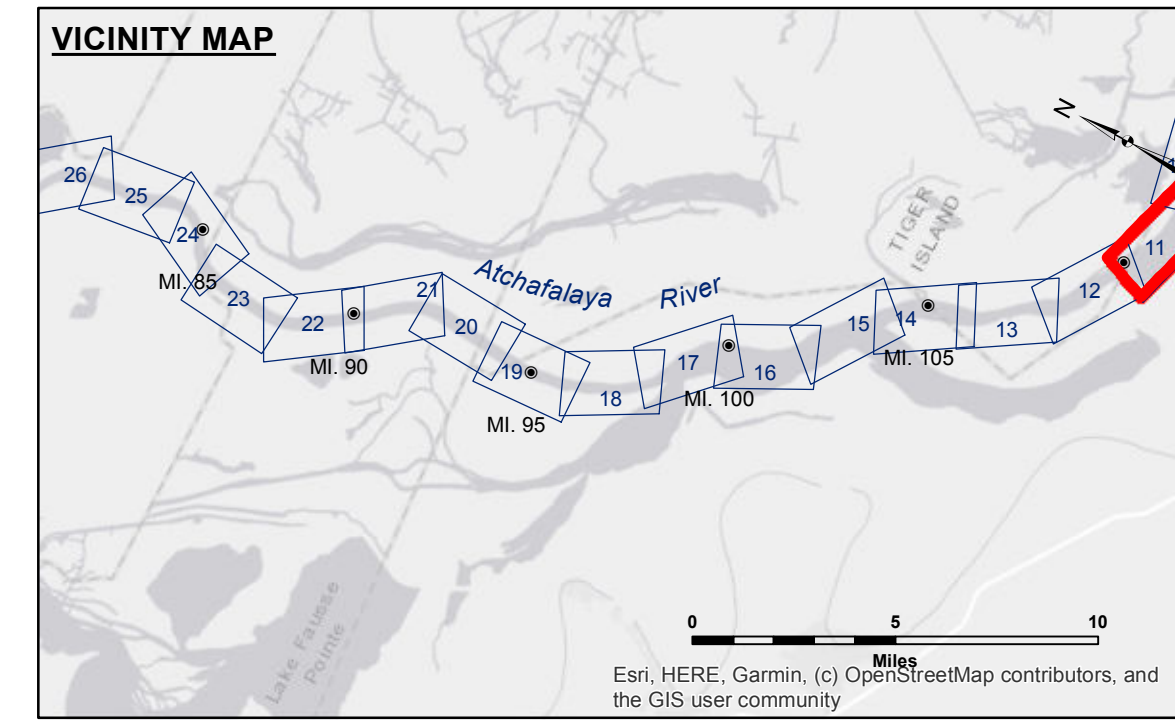 VICINITY MAP
N
26
25
24
MI. 85
23
22
21
MI. 90
20
19
MI. 95
Atchafalaya River
18
17
MI. 100
16
15
14
MI. 105
13
12
11
TIGER
ISLAND
Lake Fausse
Pointe
0 5 10
Miles
Esri, HERE, Garmin, (c) OpenStreetMap contributors, and
the GIS user community